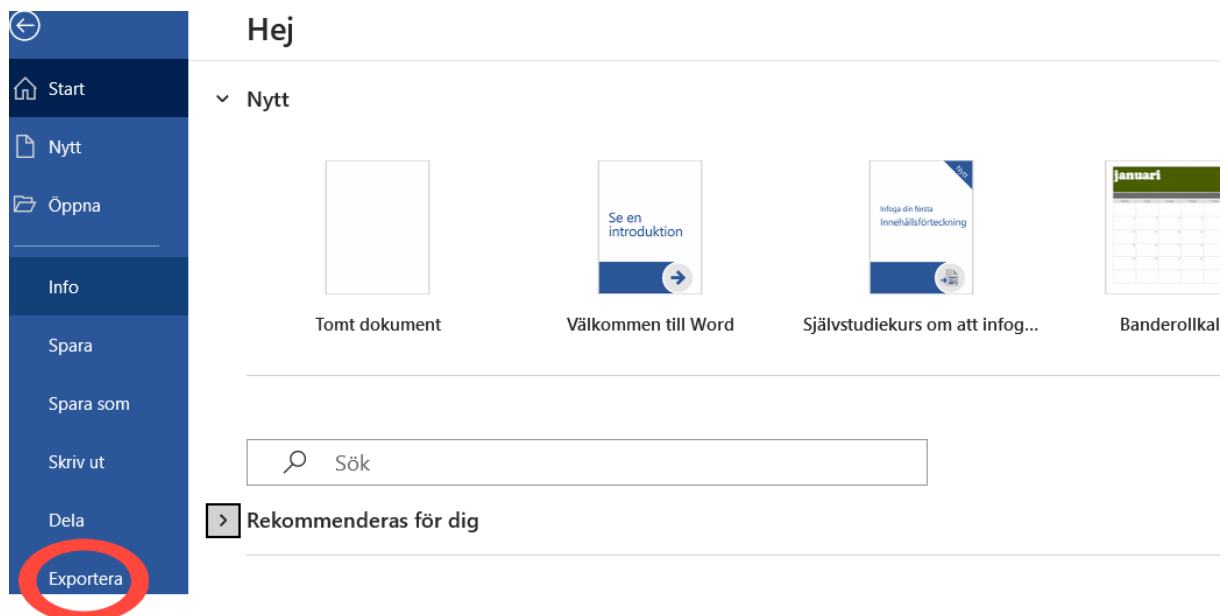 Hej
Start
Nytt
Öppna
Info
Spara
Spara som
Skriv ut
Dela
Exportera
Nytt
Tomt dokument
Se en
introduktion
Välkommen till Word
Nytt
Infoga din första
Innehållsförteckning
Självstudiekurs om att infog...
januari
Banderollkal
Sök
Rekommenderas för dig